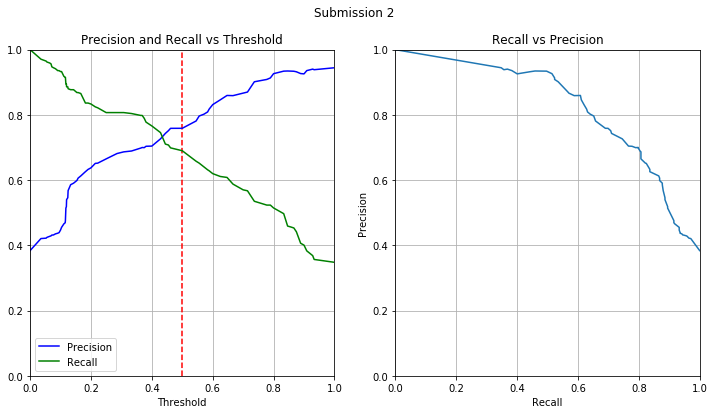 Submission 2
Precision and Recall vs Threshold
1.0
0.8
0.6
0.4
0.2
0.0
Precision
Recall
0.0 0.2 0.4 0.6 0.8 1.0
Threshold
Recall vs Precision
Precision
1.0
0.8
0.6
0.4
0.2
0.0
0.0 0.2 0.4 0.6 0.8 1.0
Recall